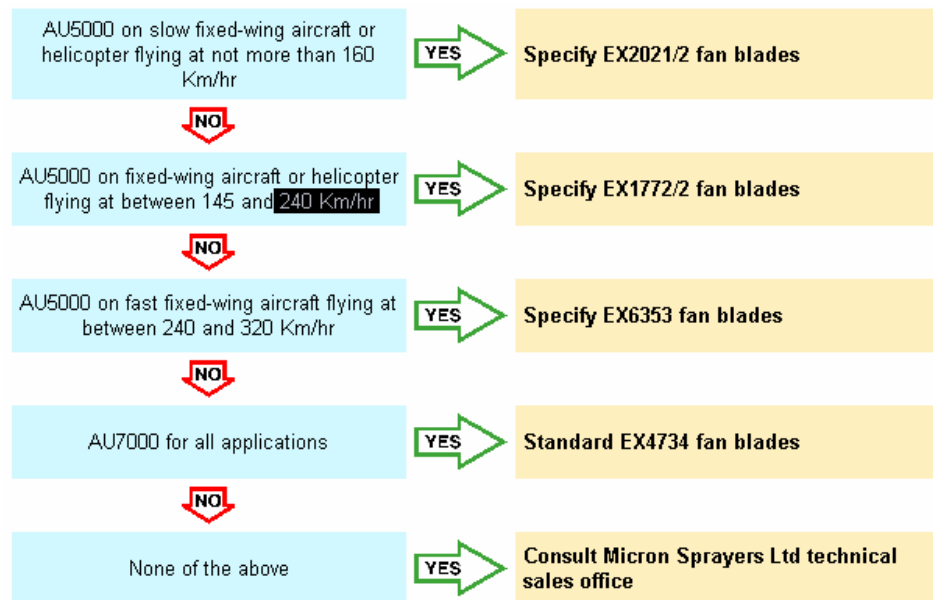 AU5000 on slow fixed-wing aircraft or
helicopter flying at not more than 160
Km/hr
YES
Specify EX2021/2 fan blades
NO
AU5000 on fixed-wing aircraft or helicopter
flying at between 145 and 240 Km/hr
YES
Specify EX1772/2 fan blades
NO
AU5000 on fast fixed-wing aircraft flying at
between 240 and 320 Km/hr
YES
Specify EX6353 fan blades
NO
AU7000 for all applications
YES
Standard EX4734 fan blades
NO
None of the above
YES
Consult Micron Sprayers Ltd technical
sales office